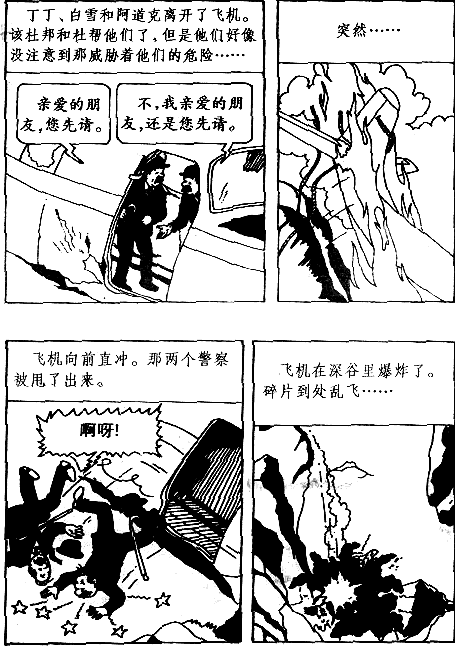 丁丁、白雪和阿道克离开了飞机。
该杜邦和杜帮他们了，但是他们好像
没注意到那威胁着他们的危险……
亲爱的朋
友，您先请。
不，我亲爱的朋
友，还是您先请。
突然……
飞机向前直冲。那两个警察
被甩了出来。
啊呀！
飞机在深谷里爆炸了。
碎片到处乱飞……